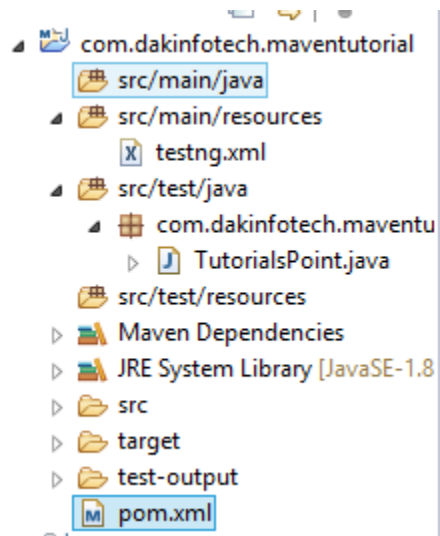 com.dakinfotech.maventutorial
src/main/java
src/main/resources
testng.xml
src/test/java
com.dakinfotech.maventu
TutorialsPoint.java
src/test/resources
Maven Dependencies
JRE System Library [JavaSE-1.8
src
target
test-output
pom.xml